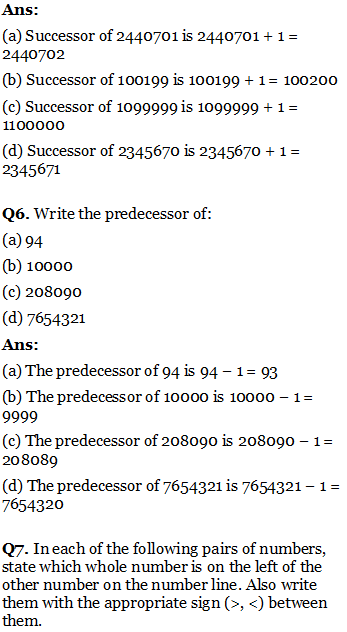 Ans:
(a) Successor of 2440701 is 2440701 + 1 =
2440702
(b) Successor of 100199 is 100199 + 1 = 100200
(c) Successor of 1099999 is 1099999 + 1 =
1100000
(d) Successor of 2345670 is 2345670 + 1 =
2345671
Q6. Write the predecessor of:
(a) 94
(b) 10000
(c) 208090
(d) 7654321
Ans:
(a) The predecessor of 94 is 94 – 1 = 93
(b) The predecessor of 10000 is 10000 – 1 =
9999
(c) The predecessor of 208090 is 208090 – 1 =
208089
(d) The predecessor of 7654321 is 7654321 – 1 =
7654320
Q7. In each of the following pairs of numbers,
state which whole number is on the left of the
other number on the number line. Also write
them with the appropriate sign (>, <) between
them.